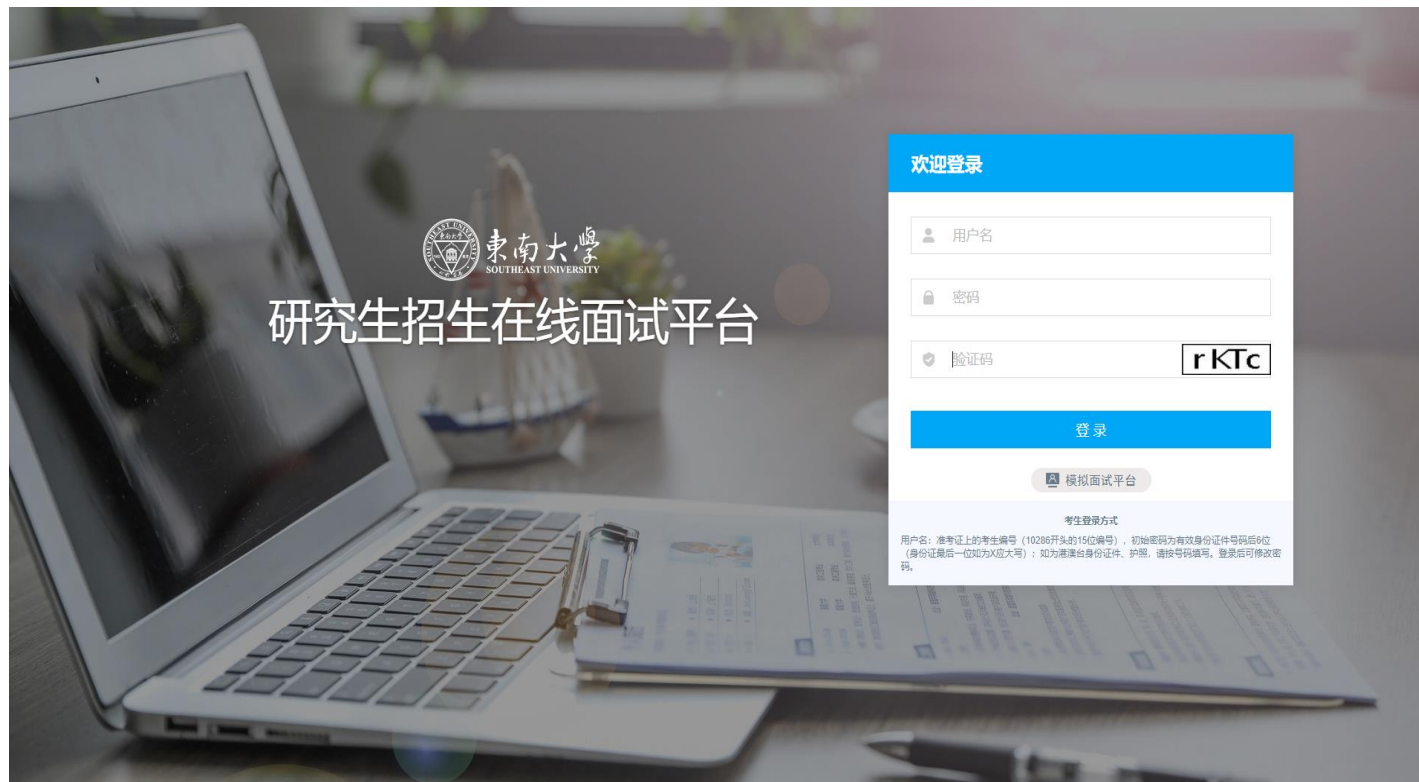 東南大學
SOUTHEAST UNIVERSITY
研究生招生在线面试平台
欢迎登录
用户名
密码
验证码
rKTc
登录
模拟面试平台
考生登录方式
用户名：准考证上的考生编号（10286开头的15位编号），初始密码为有效身份证件号码后6位
（身份证最后一位如为X应大写）；如为港澳台身份证件、护照，请按号码填写。登录后可修改密
码。